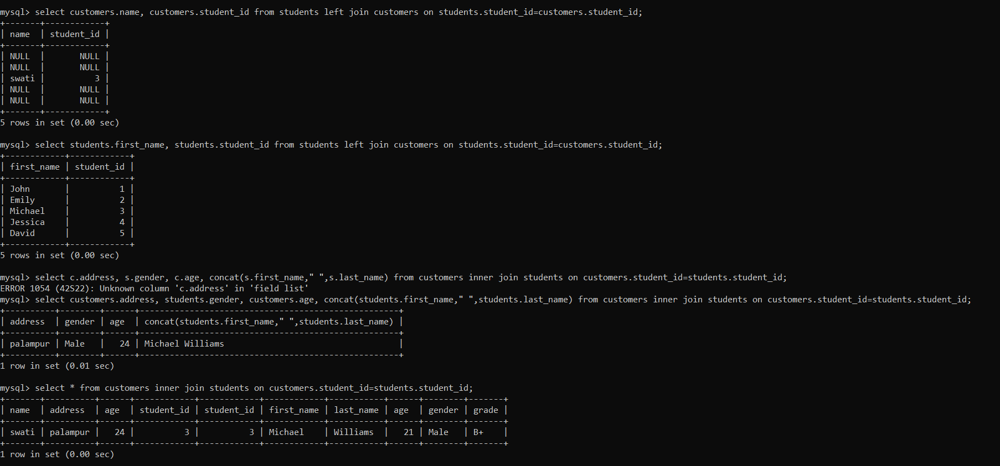 mysql> select customers.name, customers.student_id from students left join customers on students.student_id=customers.student_id;
+-------+------------+
| name  | student_id |
+-------+------------+
| NULL  |       NULL |
| NULL  |       NULL |
| swati |          3 |
| NULL  |       NULL |
| NULL  |       NULL |
+-------+------------+
5 rows in set (0.00 sec)

mysql> select students.first_name, students.student_id from students left join customers on students.student_id=customers.student_id;
+------------+------------+
| first_name | student_id |
+------------+------------+
| John       |          1 |
| Emily      |          2 |
| Michael    |          3 |
| Jessica    |          4 |
| David      |          5 |
+------------+------------+
5 rows in set (0.00 sec)

mysql> select c.address, s.gender, c.age, concat(s.first_name," ",s.last_name) from customers inner join students on customers.student_id=students.student_id;
ERROR 1054 (42S22): Unknown column 'c.address' in 'field list'
mysql> select customers.address, students.gender, customers.age, concat(students.first_name," ",students.last_name) from customers inner join students on customers.student_id=students.student_id;
+----------+--------+------+----------------------------------------------------+
| address  | gender | age  | concat(students.first_name," ",students.last_name) |
+----------+--------+------+----------------------------------------------------+
| palampur | Male   |   24 | Michael Williams                                   |
+----------+--------+------+----------------------------------------------------+
1 row in set (0.01 sec)

mysql> select * from customers inner join students on customers.student_id=students.student_id;
+-------+----------+------+------------+------------+------------+-----------+------+--------+-------+
| name  | address  | age  | student_id | student_id | first_name | last_name | age  | gender | grade |
+-------+----------+------+------------+------------+------------+-----------+------+--------+-------+
| swati | palampur |   24 |          3 |          3 | Michael    | Williams  |   21 | Male   | B+    |
+-------+----------+------+------------+------------+------------+-----------+------+--------+-------+
1 row in set (0.00 sec)